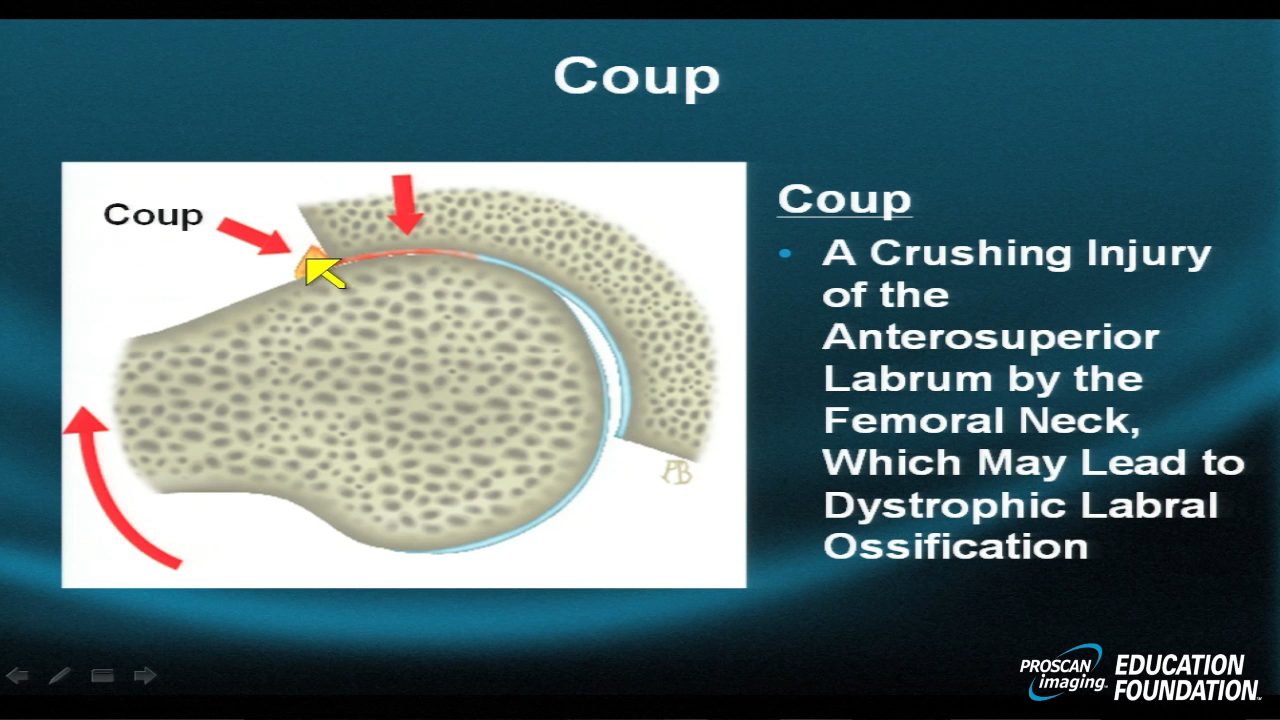 Coup
Coup
Coup
• A Crushing Injury
of the
Anterosuperior
Labrum by the
Femoral Neck,
Which May Lead to
Dystrophic Labral
Ossification
PB
PROSCAN
imaging
EDUCATION
FOUNDATION